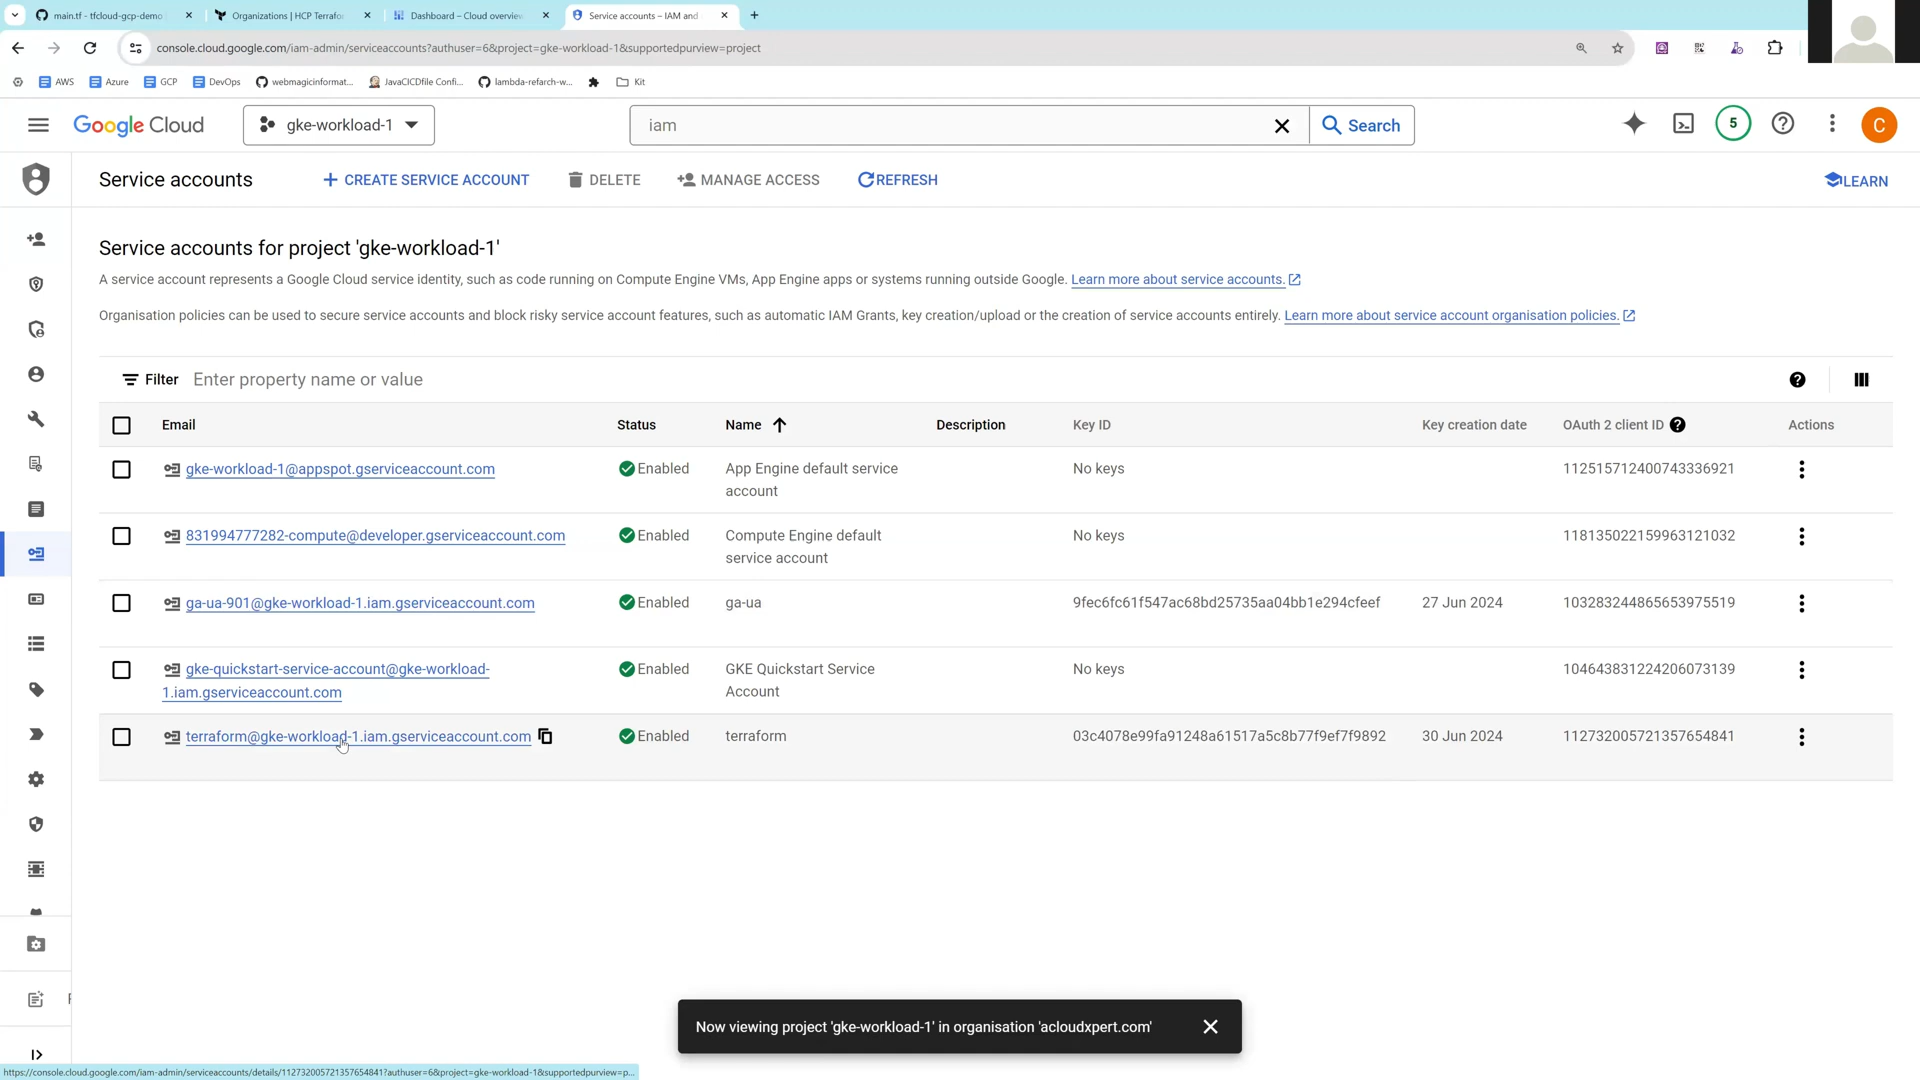 main.tf - tfcloud-gcp-demo
Organizations | HCP Terrafor
Dashboard – Cloud overview
Service accounts – IAM and
console.cloud.google.com/iam-admin/serviceaccounts?authuser=6&project=gke-workload-1&supportedpurview=project
AWS
Azure
GCP
DevOps
webmagicinformat...
JavaCICDfile Confi...
lambda-refarch-w...
Kit
Google Cloud
gke-workload-1
iam
Search
5
C
Service accounts
CREATE SERVICE ACCOUNT
DELETE
MANAGE ACCESS
REFRESH
LEARN
Service accounts for project 'gke-workload-1'
A service account represents a Google Cloud service identity, such as code running on Compute Engine VMs, App Engine apps or systems running outside Google. Learn more about service accounts.
Organisation policies can be used to secure service accounts and block risky service account features, such as automatic IAM Grants, key creation/upload or the creation of service accounts entirely. Learn more about service account organisation policies.
Filter Enter property name or value
Email Status Name Description Key ID Key creation date OAuth 2 client ID Actions
gke-workload-1@appspot.gserviceaccount.com Enabled App Engine default service account No keys 112515712400743336921
831994777282-compute@developer.gserviceaccount.com Enabled Compute Engine default service account No keys 118135022159963121032
ga-ua-901@gke-workload-1.iam.gserviceaccount.com Enabled ga-ua 9fec6fc61f547ac68bd25735aa04bb1e294cfeef 27 Jun 2024 103283244865653975519
gke-quickstart-service-account@gke-workload-1.iam.gserviceaccount.com Enabled GKE Quickstart Service Account No keys 104643831224206073139
terraform@gke-workload-1.iam.gserviceaccount.com Enabled terraform 03c4078e99fa91248a61517a5c8b77f9ef7f9892 30 Jun 2024 112732005721357654841
Now viewing project 'gke-workload-1' in organisation 'acloudxpert.com'
https://console.cloud.google.com/iam-admin/serviceaccounts/details/112732005721357654841?authuser=6&project=gke-workload-1&supportedpurview=p...